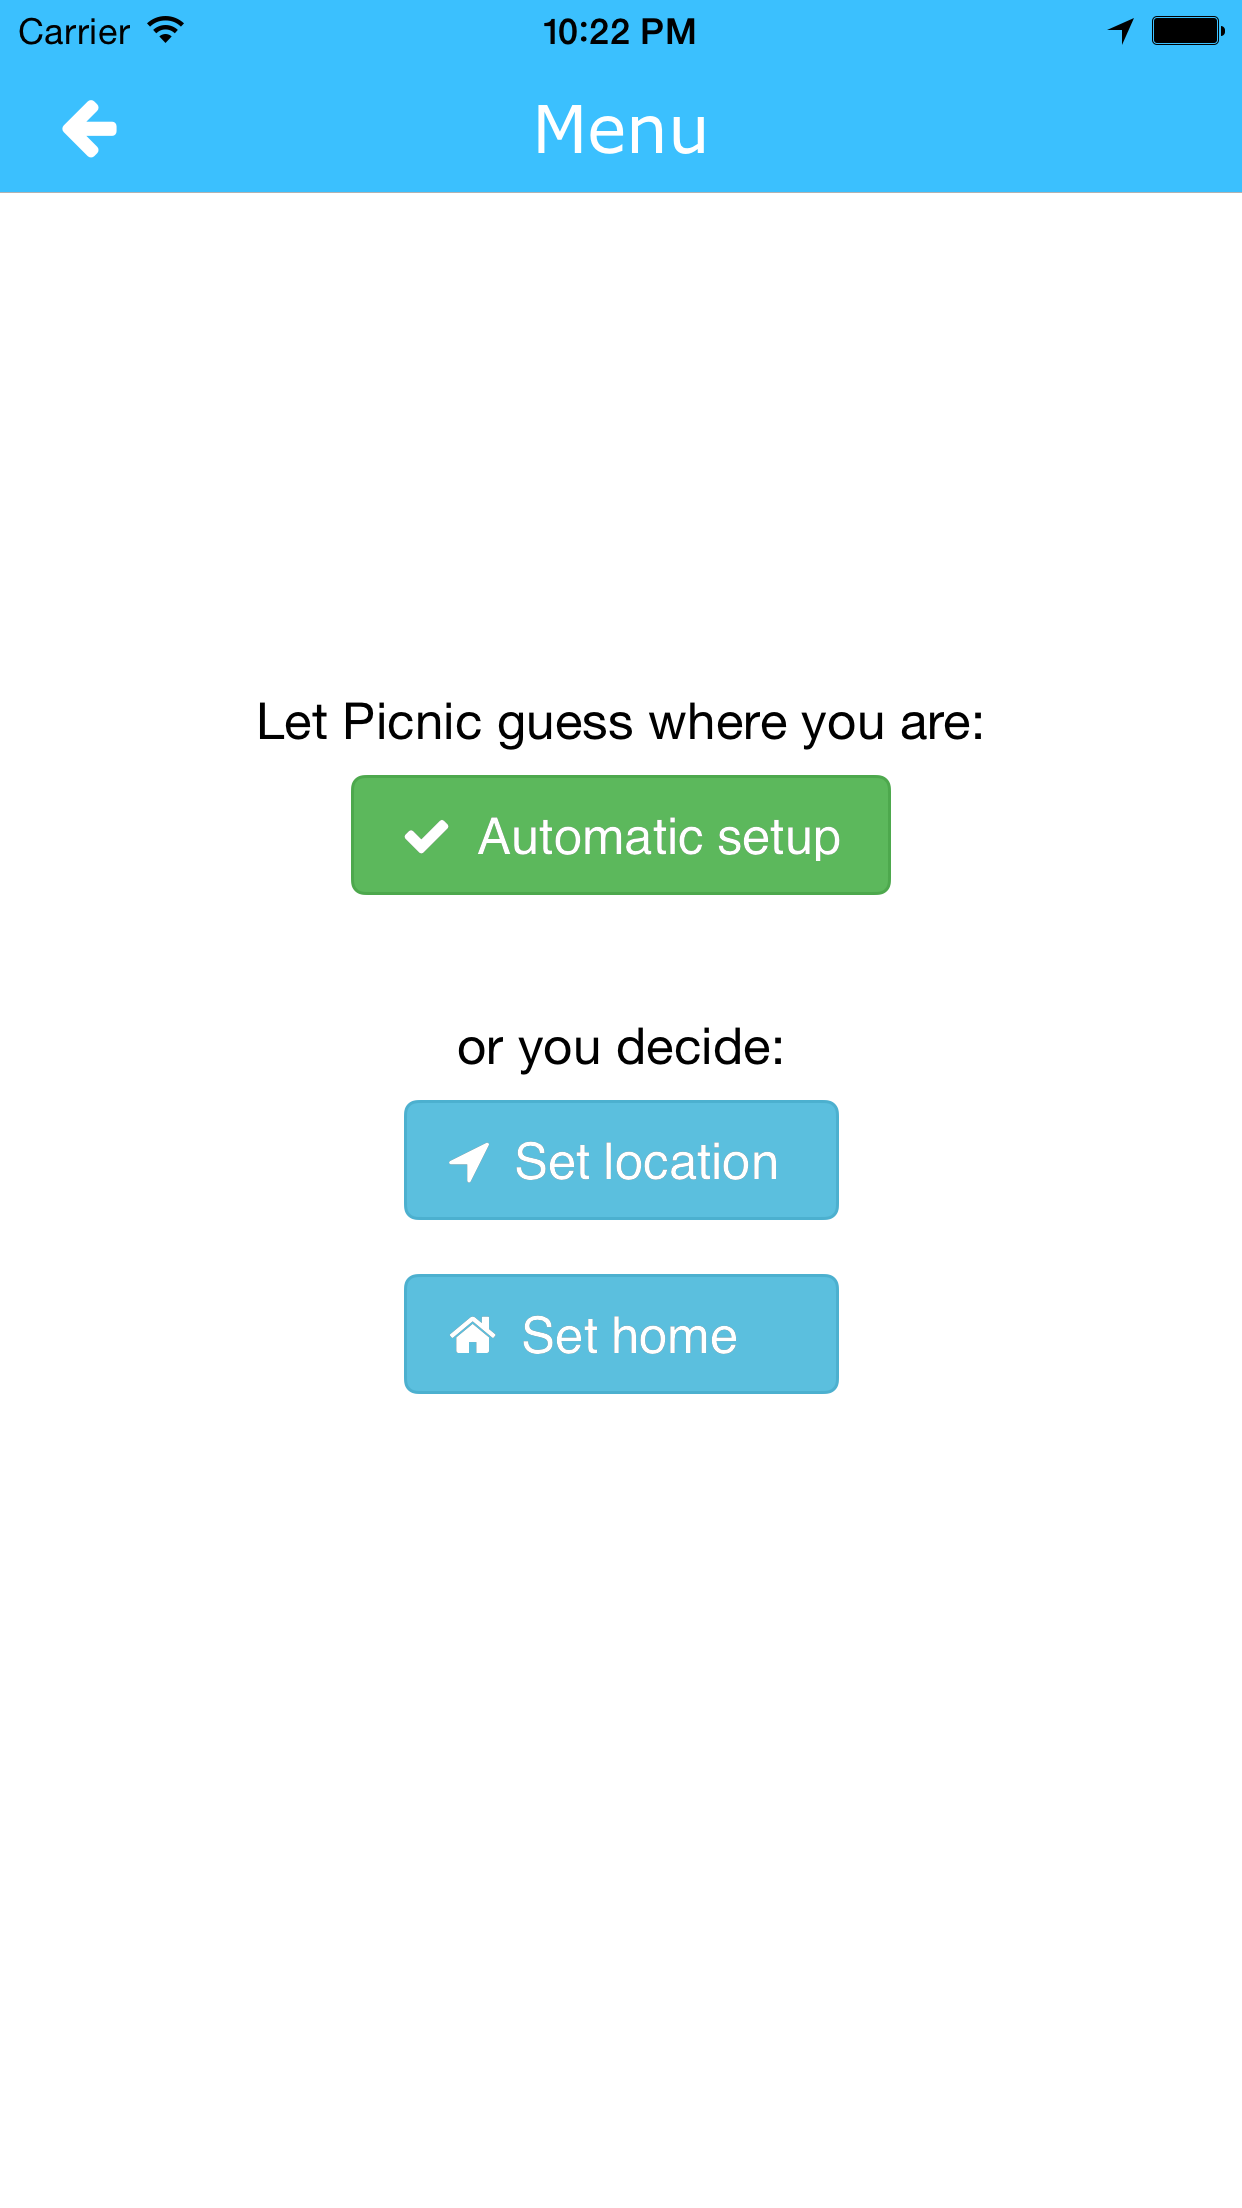 Carrier 10:22 PM
Menu
Let Picnic guess where you are:
Automatic setup
or you decide:
Set location
Set home